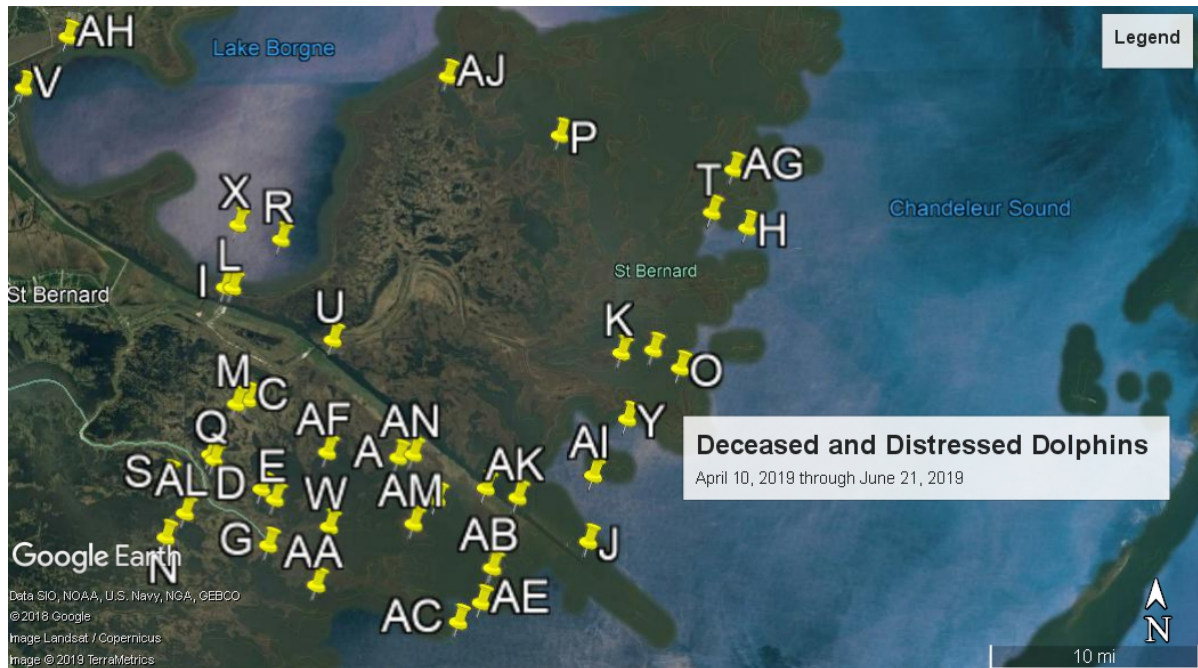 AH
Lake Borgne
Legend
V
AJ
P
AG
T
X
R
H
Chandeleur Sound
L
I
St Bernard
St Bernard
U
K
O
M
C
Y
AF
AN
Q
A
Deceased and Distressed Dolphins
April 10, 2019 through June 21, 2019
AI
S
AL
D
E
AK
W
AM
G
AA
AB
J
N
Google Earth
AC
AE
Data SIO, NOAA, U.S. Navy, NGA, GEBCO
© 2018 Google
Image Landsat / Copernicus
Image © 2019 TerraMetrics
N
10 mi